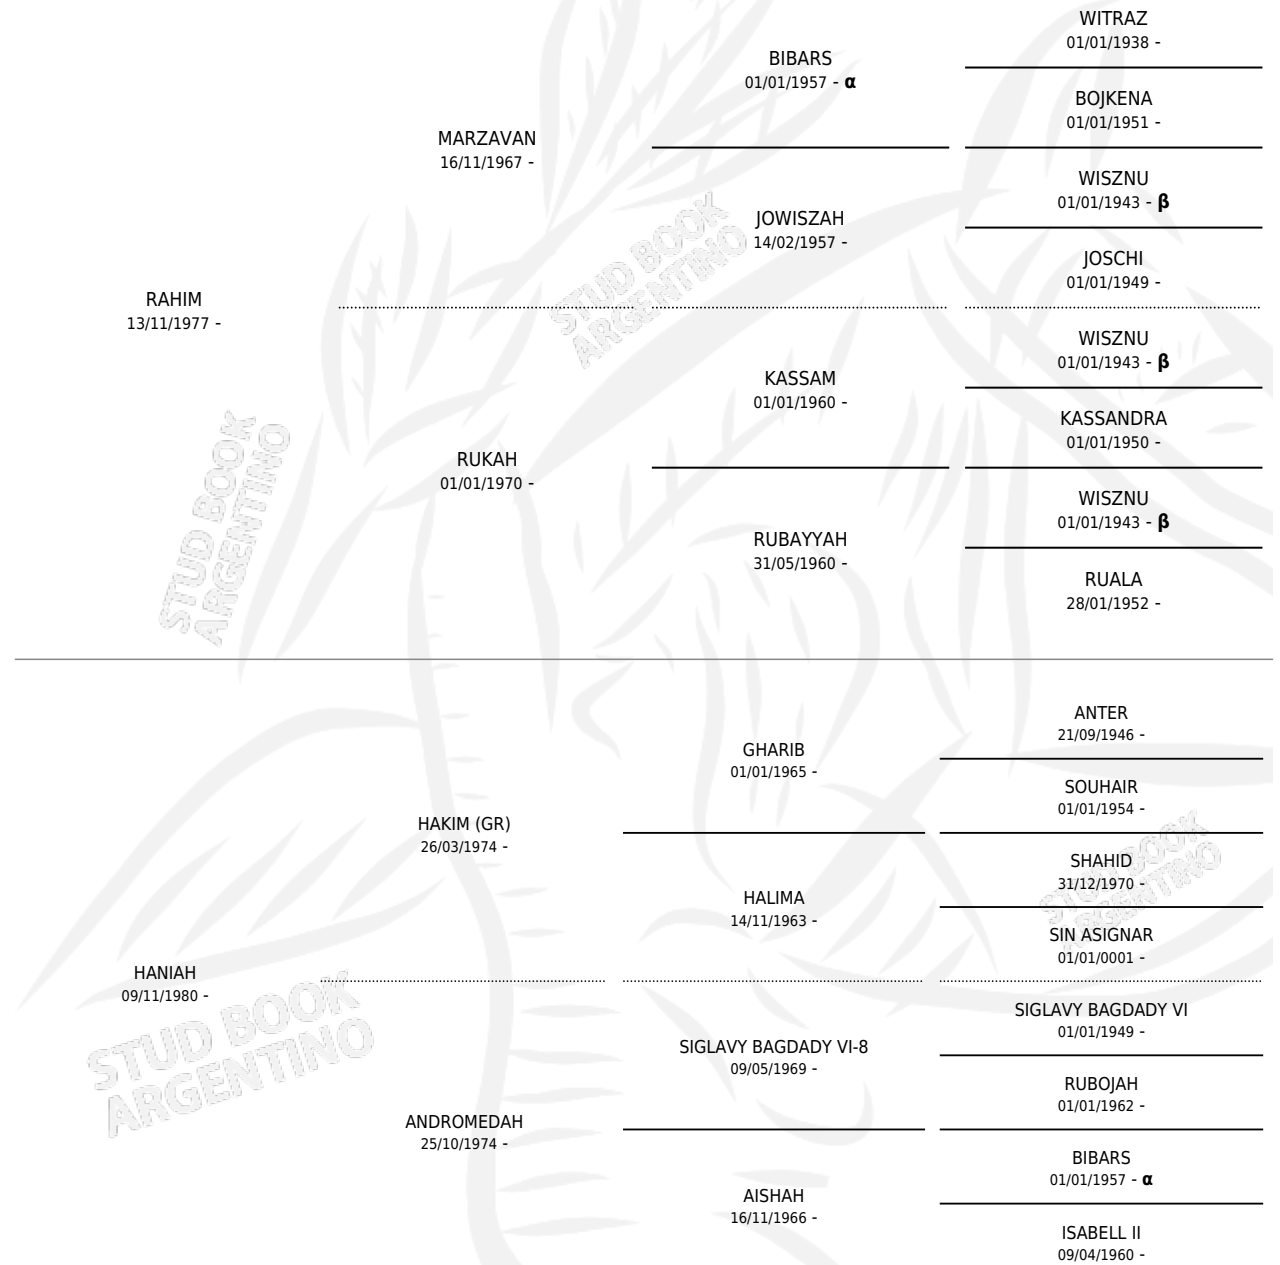 WITRAZ
01/01/1938 -
BIBARS
01/01/1957 - α
BOJKENA
01/01/1951 -
MARZAVAN
16/11/1967 -
WISZNU
01/01/1943 - β
JOWISZAH
14/02/1957 -
JOSCHI
01/01/1949 -
RAHIM
13/11/1977 -
WISZNU
01/01/1943 - β
KASSAM
01/01/1960 -
KASSANDRA
01/01/1950 -
RUKAH
01/01/1970 -
WISZNU
01/01/1943 - β
RUBAYYAH
31/05/1960 -
RUALA
28/01/1952 -
STUD BOOK
ARGENTINO
STUD BOOK
ARGENTINO
ANTER
21/09/1946 -
GHARIB
01/01/1965 -
SOUHAIR
01/01/1954 -
HAKIM (GR)
26/03/1974 -
SHAHID
31/12/1970 -
HALIMA
14/11/1963 -
SIN ASIGNAR
01/01/0001 -
HANIAH
09/11/1980 -
SIGLAVY BAGDADY VI
01/01/1949 -
SIGLAVY BAGDADY VI-8
09/05/1969 -
RUBOJAH
01/01/1962 -
ANDROMEDAH
25/10/1974 -
BIBARS
01/01/1957 - α
AISHAH
16/11/1966 -
ISABELL II
09/04/1960 -
STUD BOOK
ARGENTINO
STUD BOOK
ARGENTINO